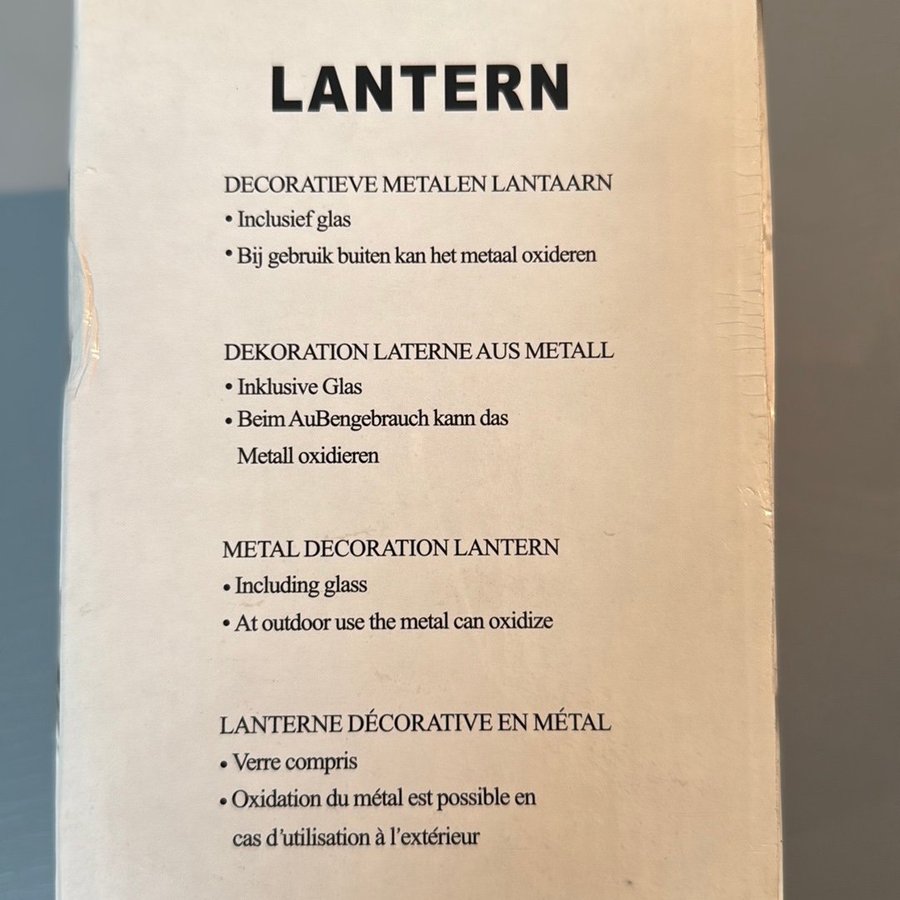 LANTERN
DECORATIEVE METALEN LANTAARN
• Inclusief glas
• Bij gebruik buiten kan het metaal oxideren
DEKORATION LATERNE AUS METALL
• Inklusive Glas
• Beim AuBengebrauch kann das
Metall oxidieren
METAL DECORATION LANTERN
• Including glass
• At outdoor use the metal can oxidize
LANTERNE DÉCORATIVE EN MÉTAL
• Verre compris
• Oxidation du métal est possible en
cas d’utilisation à l’extérieur